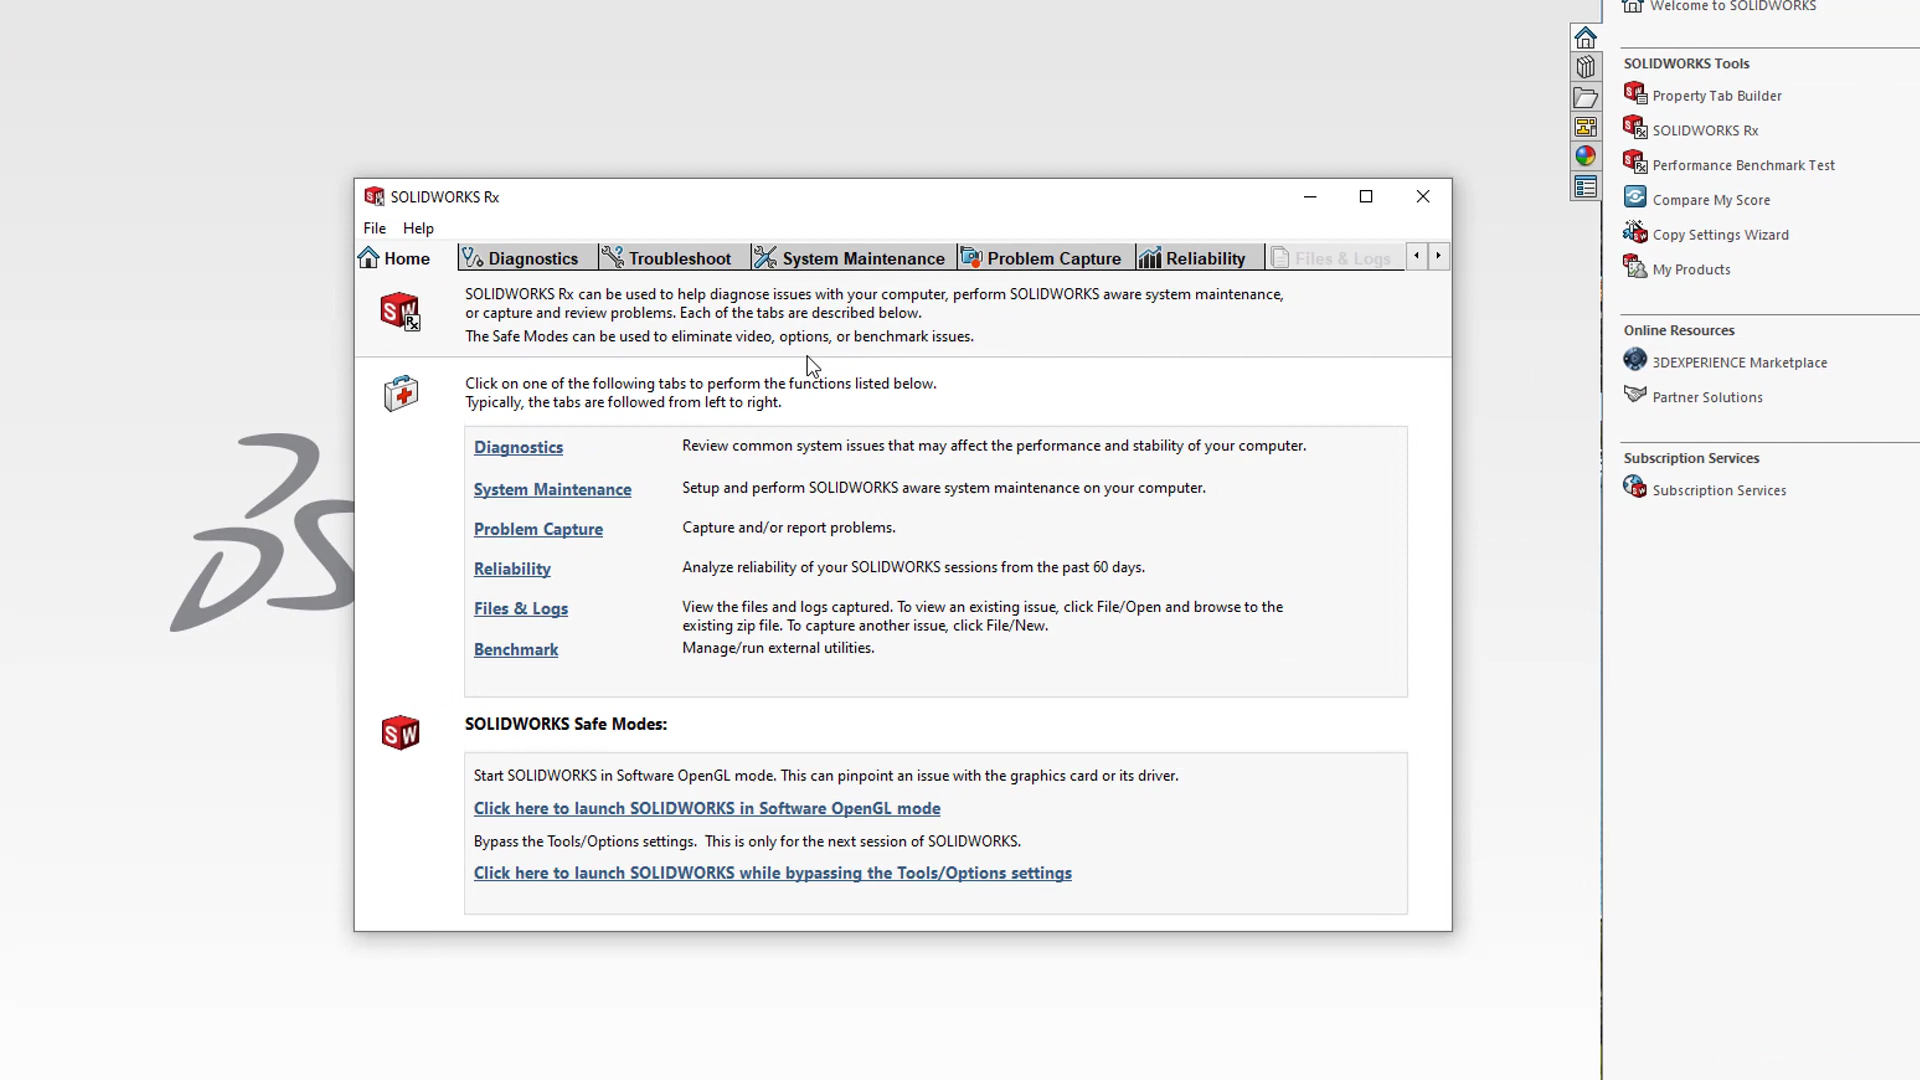 Welcome to SOLIDWORKS
SOLIDWORKS Tools
Property Tab Builder
SOLIDWORKS Rx
Performance Benchmark Test
Compare My Score
Copy Settings Wizard
My Products
Online Resources
3DEXPERIENCE Marketplace
Partner Solutions
Subscription Services
Subscription Services
SOLIDWORKS Rx
File Help
Home Diagnostics Troubleshoot System Maintenance Problem Capture Reliability Files & Logs
SOLIDWORKS Rx can be used to help diagnose issues with your computer, perform SOLIDWORKS aware system maintenance,
or capture and review problems. Each of the tabs are described below.
The Safe Modes can be used to eliminate video, options, or benchmark issues.
Click on one of the following tabs to perform the functions listed below.
Typically, the tabs are followed from left to right.
Diagnostics Review common system issues that may affect the performance and stability of your computer.
System Maintenance Setup and perform SOLIDWORKS aware system maintenance on your computer.
Problem Capture Capture and/or report problems.
Reliability Analyze reliability of your SOLIDWORKS sessions from the past 60 days.
Files & Logs View the files and logs captured. To view an existing issue, click File/Open and browse to the
existing zip file. To capture another issue, click File/New.
Benchmark Manage/run external utilities.
SW
SOLIDWORKS Safe Modes:
Start SOLIDWORKS in Software OpenGL mode. This can pinpoint an issue with the graphics card or its driver.
Click here to launch SOLIDWORKS in Software OpenGL mode
Bypass the Tools/Options settings. This is only for the next session of SOLIDWORKS.
Click here to launch SOLIDWORKS while bypassing the Tools/Options settings